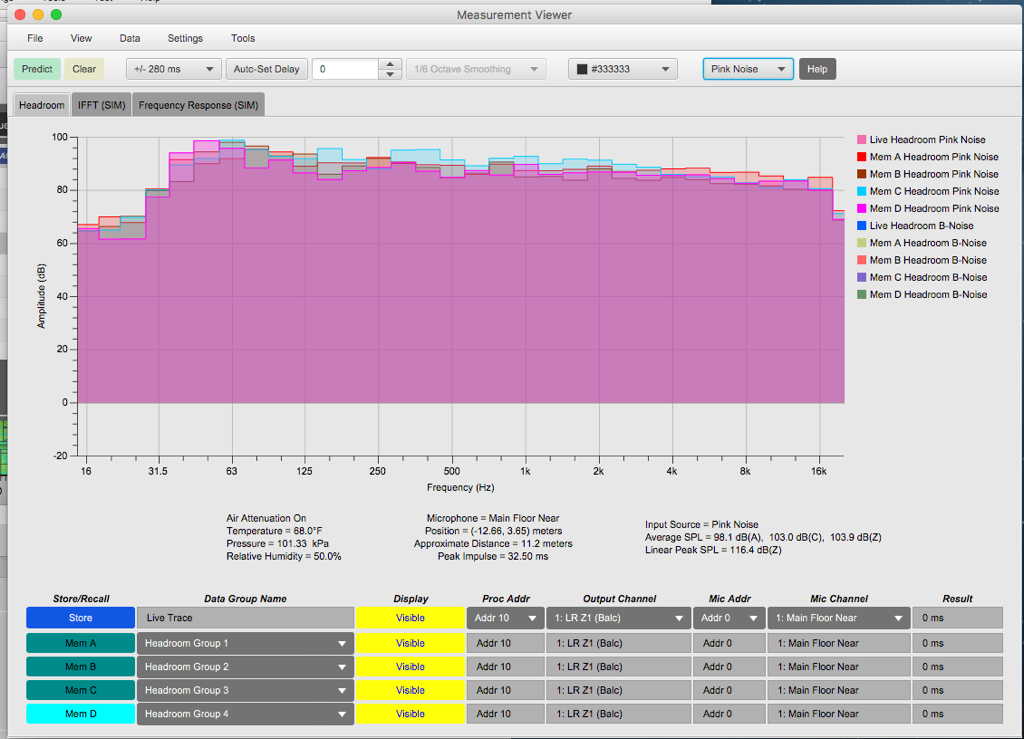 Measurement Viewer
File View Data Settings Tools
Predict Clear +/- 280 ms Auto-Set Delay 0 1/6 Octave Smoothing #333333 Pink Noise Help
Headroom IFFT (SIM) Frequency Response (SIM)
100
80
60
40
20
0
-20
Amplitude (dB)
16 31.5 63 125 250 500 1k 2k 4k 8k 16k
Frequency (Hz)
Live Headroom Pink Noise
Mem A Headroom Pink Noise
Mem B Headroom Pink Noise
Mem C Headroom Pink Noise
Mem D Headroom Pink Noise
Live Headroom B-Noise
Mem A Headroom B-Noise
Mem B Headroom B-Noise
Mem C Headroom B-Noise
Mem D Headroom B-Noise
Air Attenuation On
Temperature = 68.0°F
Pressure = 101.33 kPa
Relative Humidity = 50.0%
Microphone = Main Floor Near
Position = (-12.66, 3.65) meters
Approximate Distance = 11.2 meters
Peak Impulse = 32.50 ms
Input Source = Pink Noise
Average SPL = 98.1 dB(A), 103.0 dB(C), 103.9 dB(Z)
Linear Peak SPL = 116.4 dB(Z)
Store/Recall Data Group Name Display Proc Addr Output Channel Mic Addr Mic Channel Result
Store Live Trace Visible Addr 10 1: LR Z1 (Balc) Addr 0 1: Main Floor Near 0 ms
Mem A Headroom Group 1 Visible Addr 10 1: LR Z1 (Balc) Addr 0 1: Main Floor Near 0 ms
Mem B Headroom Group 2 Visible Addr 10 1: LR Z1 (Balc) Addr 0 1: Main Floor Near 0 ms
Mem C Headroom Group 3 Visible Addr 10 1: LR Z1 (Balc) Addr 0 1: Main Floor Near 0 ms
Mem D Headroom Group 4 Visible Addr 10 1: LR Z1 (Balc) Addr 0 1: Main Floor Near 0 ms